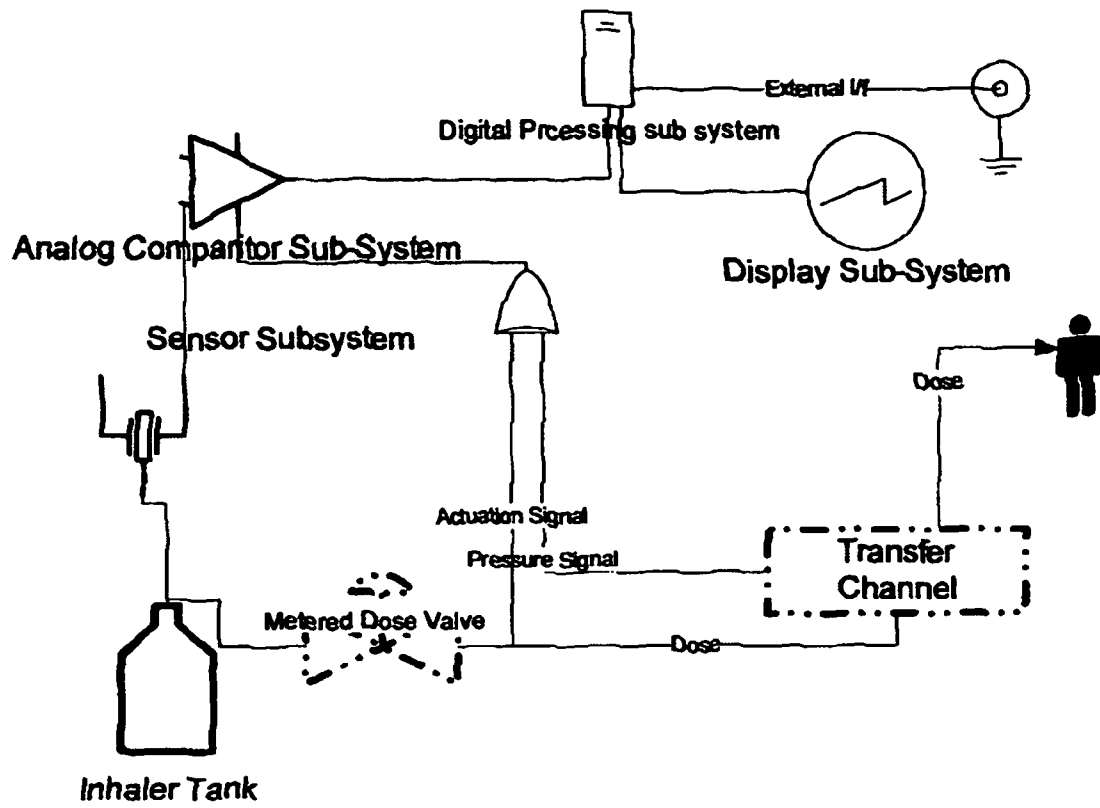 External I/f
Digital Prcessing sub system
Analog Comparitor Sub-System
Display Sub-System
Sensor Subsystem
Dose
Actuation Signal
Pressure Signal
Transfer
Channel
Metered Dose Valve
Dose
Inhaler Tank